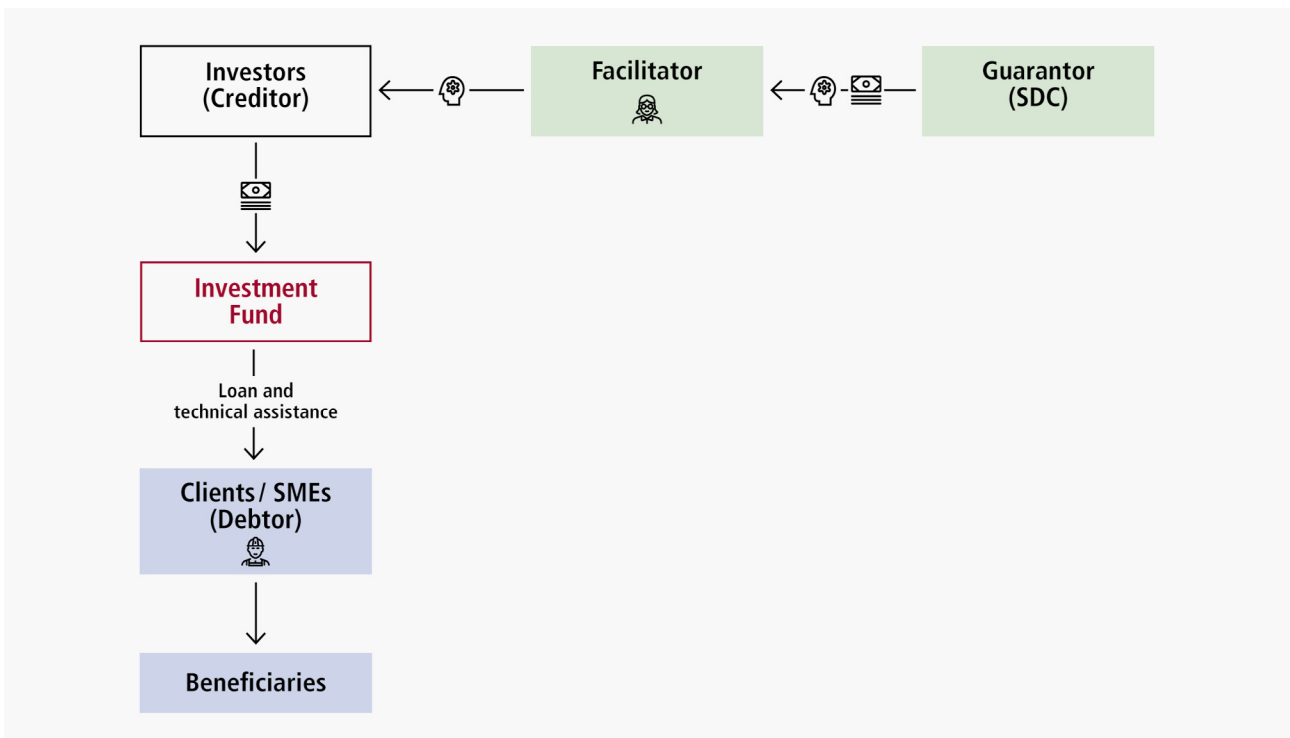 Investors
(Creditor)
Facilitator
Guarantor
(SDC)
Investment
Fund
Loan and
technical assistance
Clients / SMEs
(Debtor)
Beneficiaries